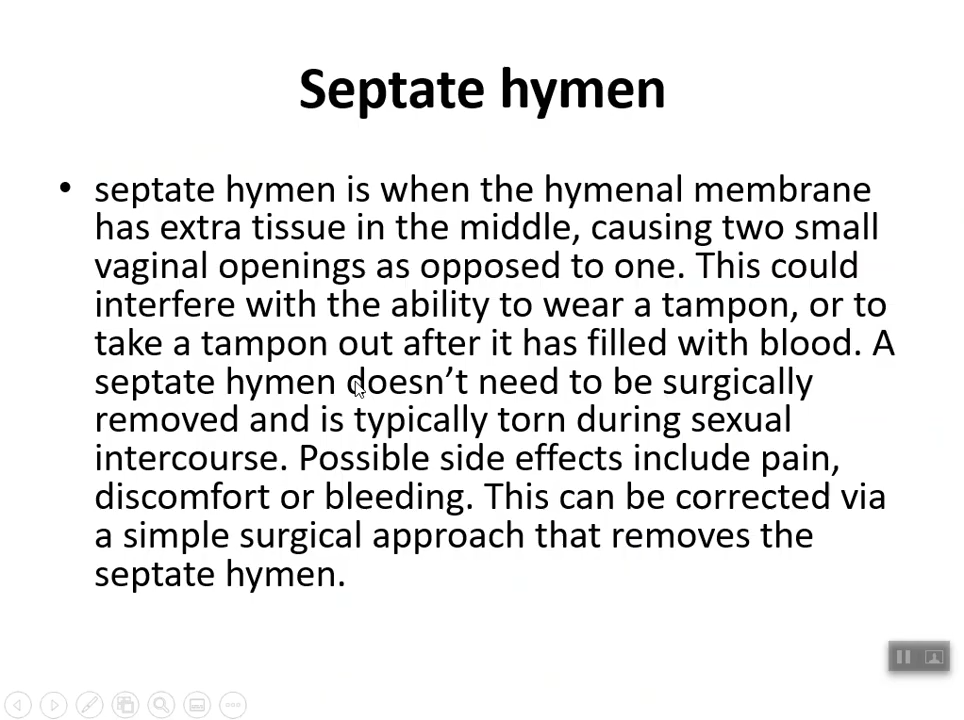 Septate hymen
• septate hymen is when the hymenal membrane
has extra tissue in the middle, causing two small
vaginal openings as opposed to one. This could
interfere with the ability to wear a tampon, or to
take a tampon out after it has filled with blood. A
septate hymen doesn’t need to be surgically
removed and is typically torn during sexual
intercourse. Possible side effects include pain,
discomfort or bleeding. This can be corrected via
a simple surgical approach that removes the
septate hymen.